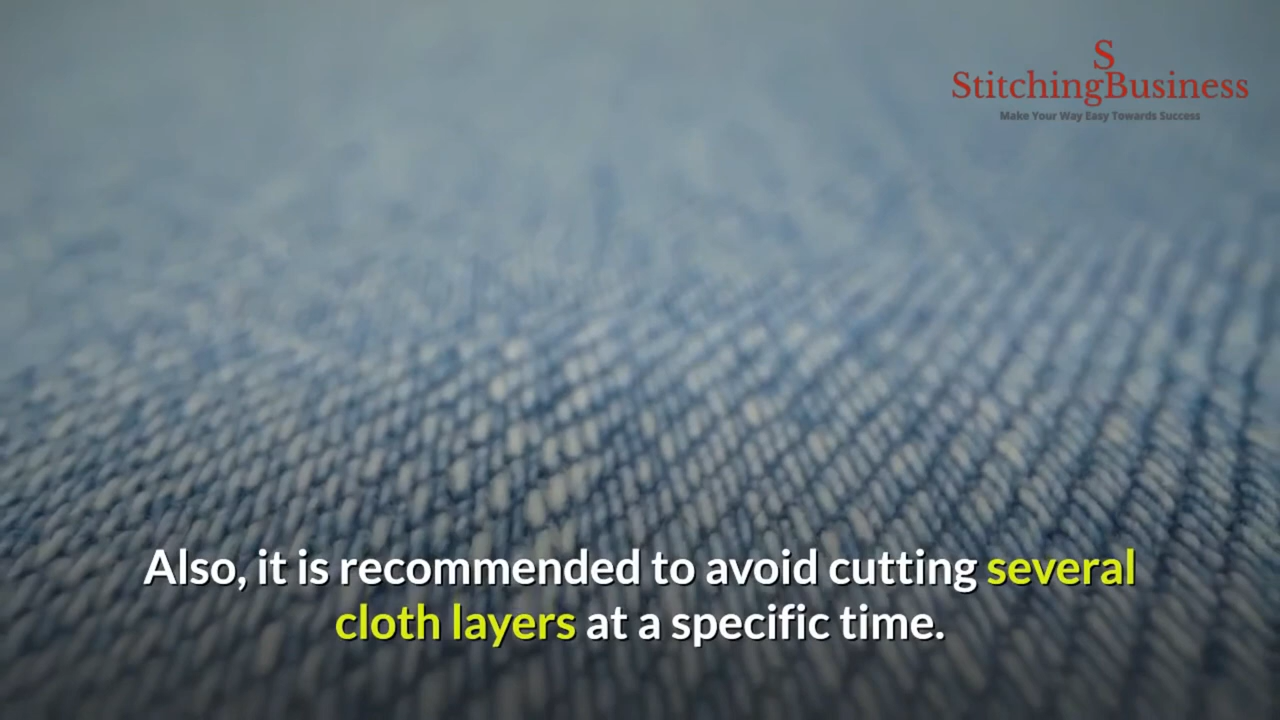 S
StitchingBusiness
Make Your Way Easy Towards Success
Also, it is recommended to avoid cutting several
cloth layers at a specific time.